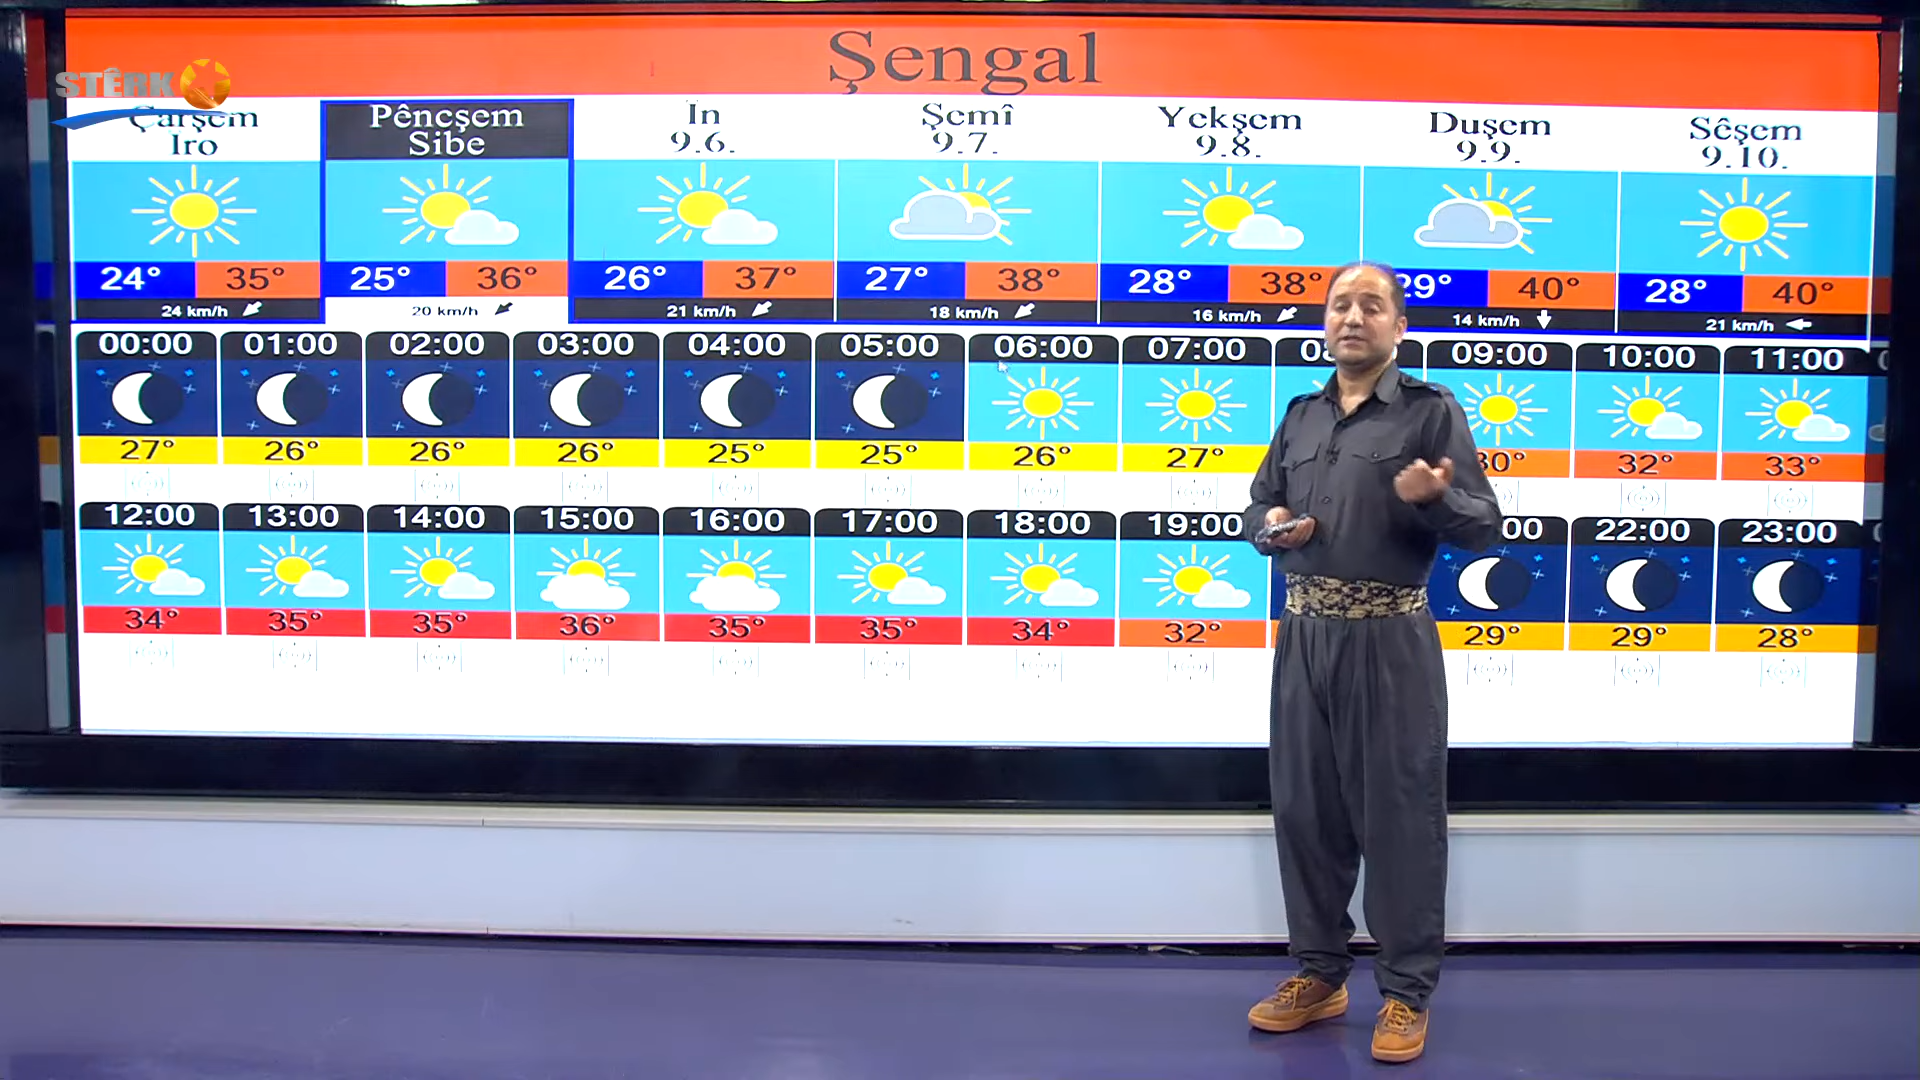 Şengal
STÊRK
Çarşem
Îro
Pêncşem
Sibe
În
9.6.
Şemî
9.7.
Yekşem
9.8.
Duşem
9.9.
Sêşem
9.10.
24° 35° 25° 36° 26° 37° 27° 38° 28° 38° 29° 40° 28° 40°
24 km/h 20 km/h 21 km/h 18 km/h 16 km/h 14 km/h 21 km/h
00:00 01:00 02:00 03:00 04:00 05:00 06:00 07:00 09:00 10:00 11:00
27° 26° 26° 26° 25° 25° 26° 27° 30° 32° 33°
12:00 13:00 14:00 15:00 16:00 17:00 18:00 19:00 :00 22:00 23:00
34° 35° 35° 36° 35° 35° 34° 32° 29° 29° 28°